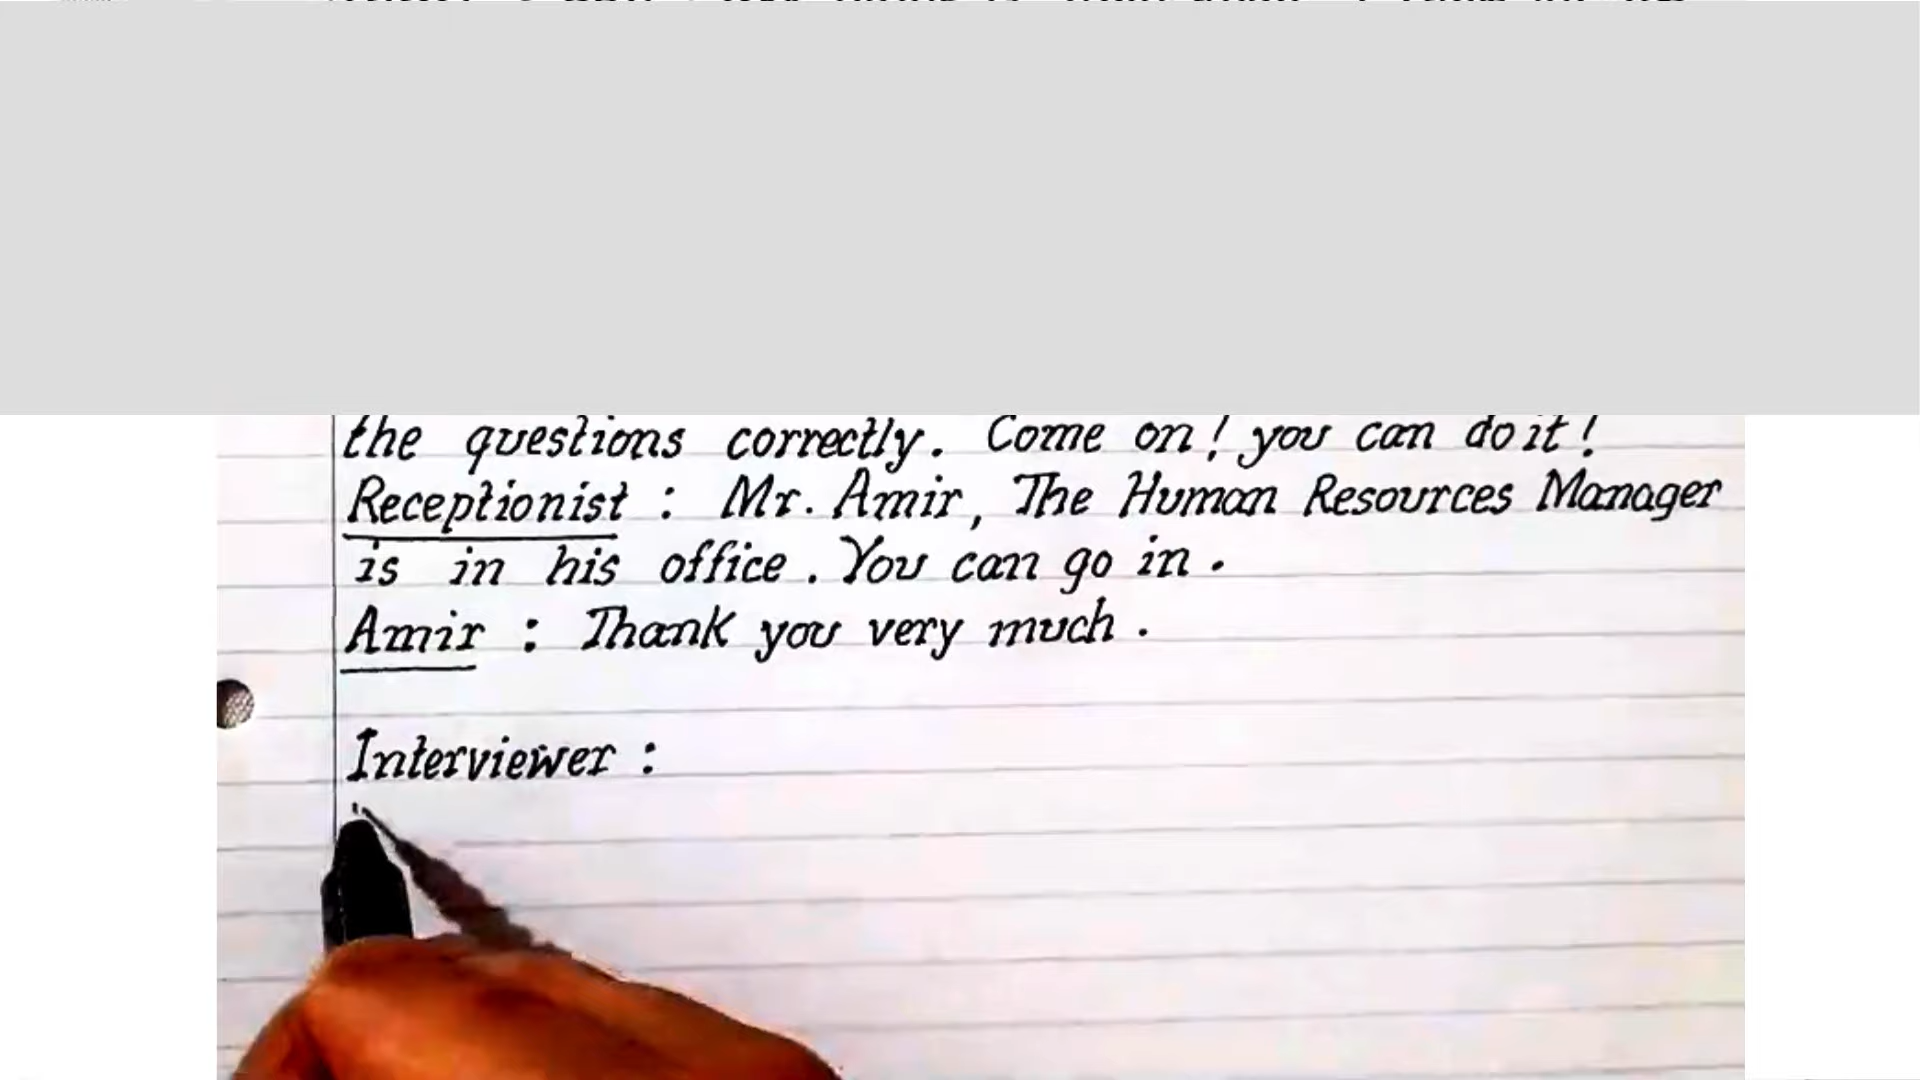 the questions correctly. Come on! you can do it!
Receptionist : Mr. Amir, The Human Resources Manager
is in his office. You can go in.
Amir : Thank you very much.
Interviewer :